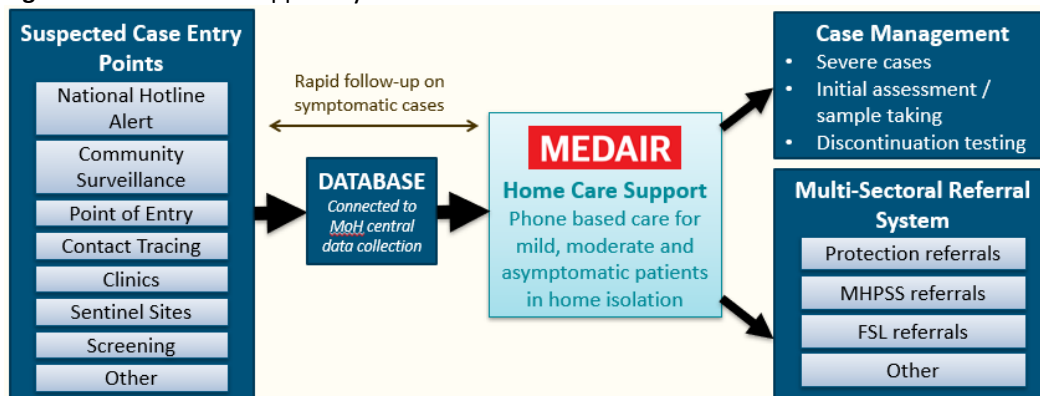 Suspected Case Entry
Points
National Hotline
Alert
Community
Surveillance
Point of Entry
Contact Tracing
Clinics
Sentinel Sites
Screening
Other
Rapid follow-up on
symptomatic cases
DATABASE
Connected to
MoH central
data collection
MEDAIR
Home Care Support
Phone based care for
mild, moderate and
asymptomatic patients
in home isolation
Case Management
• Severe cases
• Initial assessment /
sample taking
• Discontinuation testing
Multi-Sectoral Referral
System
Protection referrals
MHPSS referrals
FSL referrals
Other